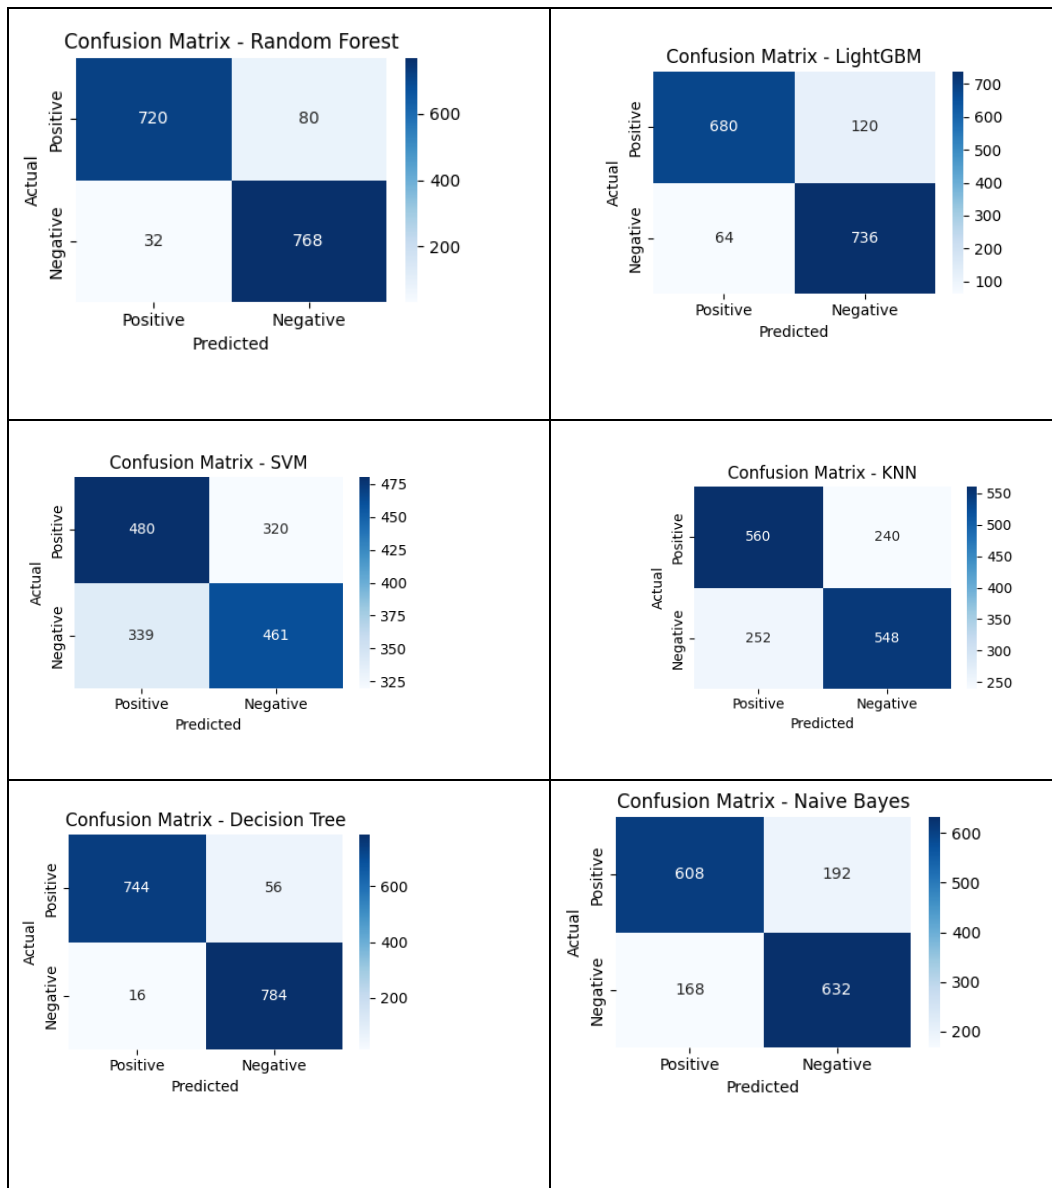 Confusion Matrix - Random Forest
Positive 720 80 600
Actual 400
Negative 32 768 200
Positive Negative
Predicted
Confusion Matrix - LightGBM
700
Positive 680 120 600
500
Actual 400
300
Negative 64 736 200
100
Positive Negative
Predicted
Confusion Matrix - SVM
475
Positive 480 320 450
425
Actual 400
375
Negative 339 461 350
325
Positive Negative
Predicted
Confusion Matrix - KNN
550
Positive 560 240 500
450
Actual 400
350
Negative 252 548 300
250
Positive Negative
Predicted
Confusion Matrix - Decision Tree
Positive 744 56 600
Actual 400
Negative 16 784 200
Positive Negative
Predicted
Confusion Matrix - Naive Bayes
600
Positive 608 192 500
Actual 400
Negative 168 632 300
200
Positive Negative
Predicted